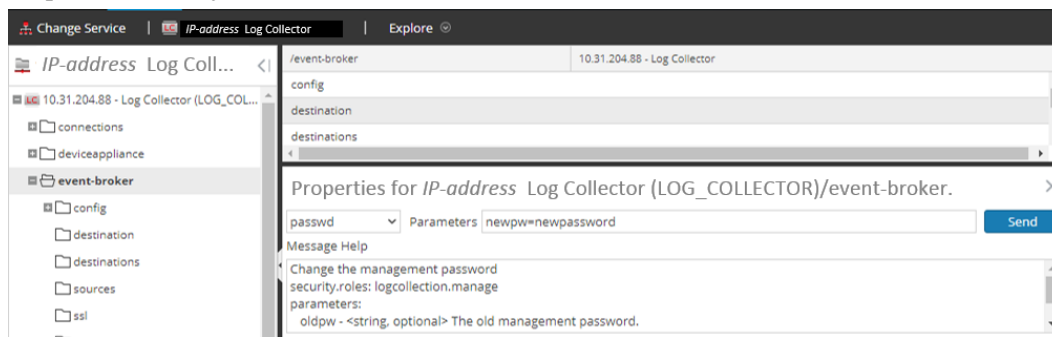 Change Service | LC IP-address Log Collector | Explore
IP-address Log Coll...
/event-broker 10.31.204.88 - Log Collector
config
destination
destinations
LC 10.31.204.88 - Log Collector (LOG_COL...
connections
deviceappliance
event-broker
config
destination
destinations
sources
ssl
Properties for IP-address Log Collector (LOG_COLLECTOR)/event-broker.
passwd Parameters newpw=newpassword Send
Message Help
Change the management password
security.roles: logcollection.manage
parameters:
oldpw - <string, optional> The old management password.